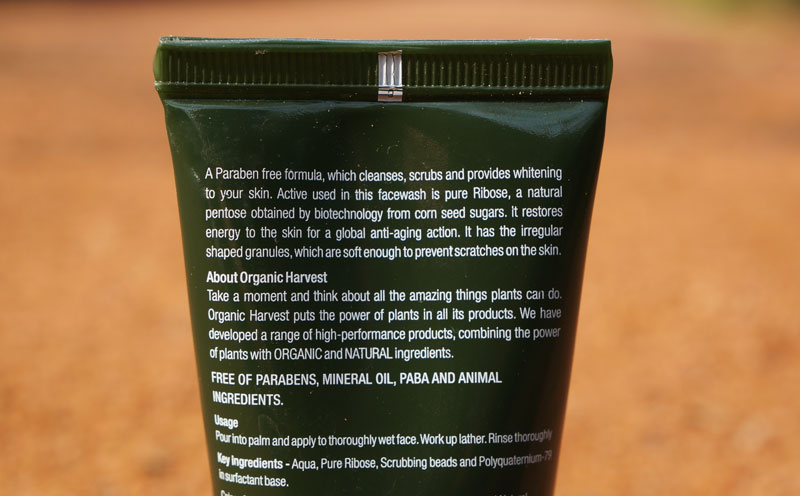 A Paraben free formula, which cleanses, scrubs and provides whitening
to your skin. Active used in this facewash is pure Ribose, a natural
pentose obtained by biotechnology from corn seed sugars. It restores
energy to the skin for a global anti-aging action. It has the irregular
shaped granules, which are soft enough to prevent scratches on the skin.
About Organic Harvest
Take a moment and think about all the amazing things plants can do.
Organic Harvest puts the power of plants in all its products. We have
developed a range of high-performance products, combining the power
of plants with ORGANIC and NATURAL ingredients.
FREE OF PARABENS, MINERAL OIL, PABA AND ANIMAL
INGREDIENTS.
Usage
Pour into palm and apply to thoroughly wet face. Work up lather. Rinse thoroughly
Key Ingredients - Aqua, Pure Ribose, Scrubbing beads and Polyquaternium-79
in surfactant base.